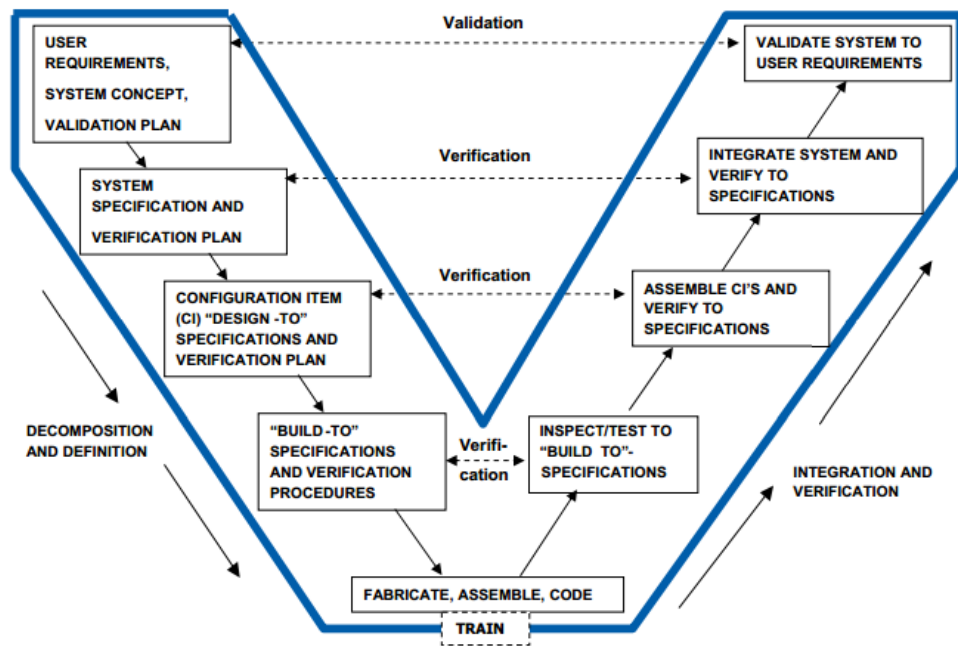 Validation
USER
REQUIREMENTS,
SYSTEM CONCEPT,
VALIDATION PLAN
VALIDATE SYSTEM TO
USER REQUIREMENTS
Verification
SYSTEM
SPECIFICATION AND
VERIFICATION PLAN
INTEGRATE SYSTEM AND
VERIFY TO
SPECIFICATIONS
Verification
CONFIGURATION ITEM
(CI) “DESIGN -TO”
SPECIFICATIONS AND
VERIFICATION PLAN
ASSEMBLE CI’S AND
VERIFY TO
SPECIFICATIONS
DECOMPOSITION
AND DEFINITION
“BUILD -TO”
SPECIFICATIONS
AND VERIFICATION
PROCEDURES
Verifi-
cation
INSPECT/TEST TO
“BUILD TO”-
SPECIFICATIONS
INTEGRATION AND
VERIFICATION
FABRICATE, ASSEMBLE, CODE
TRAIN